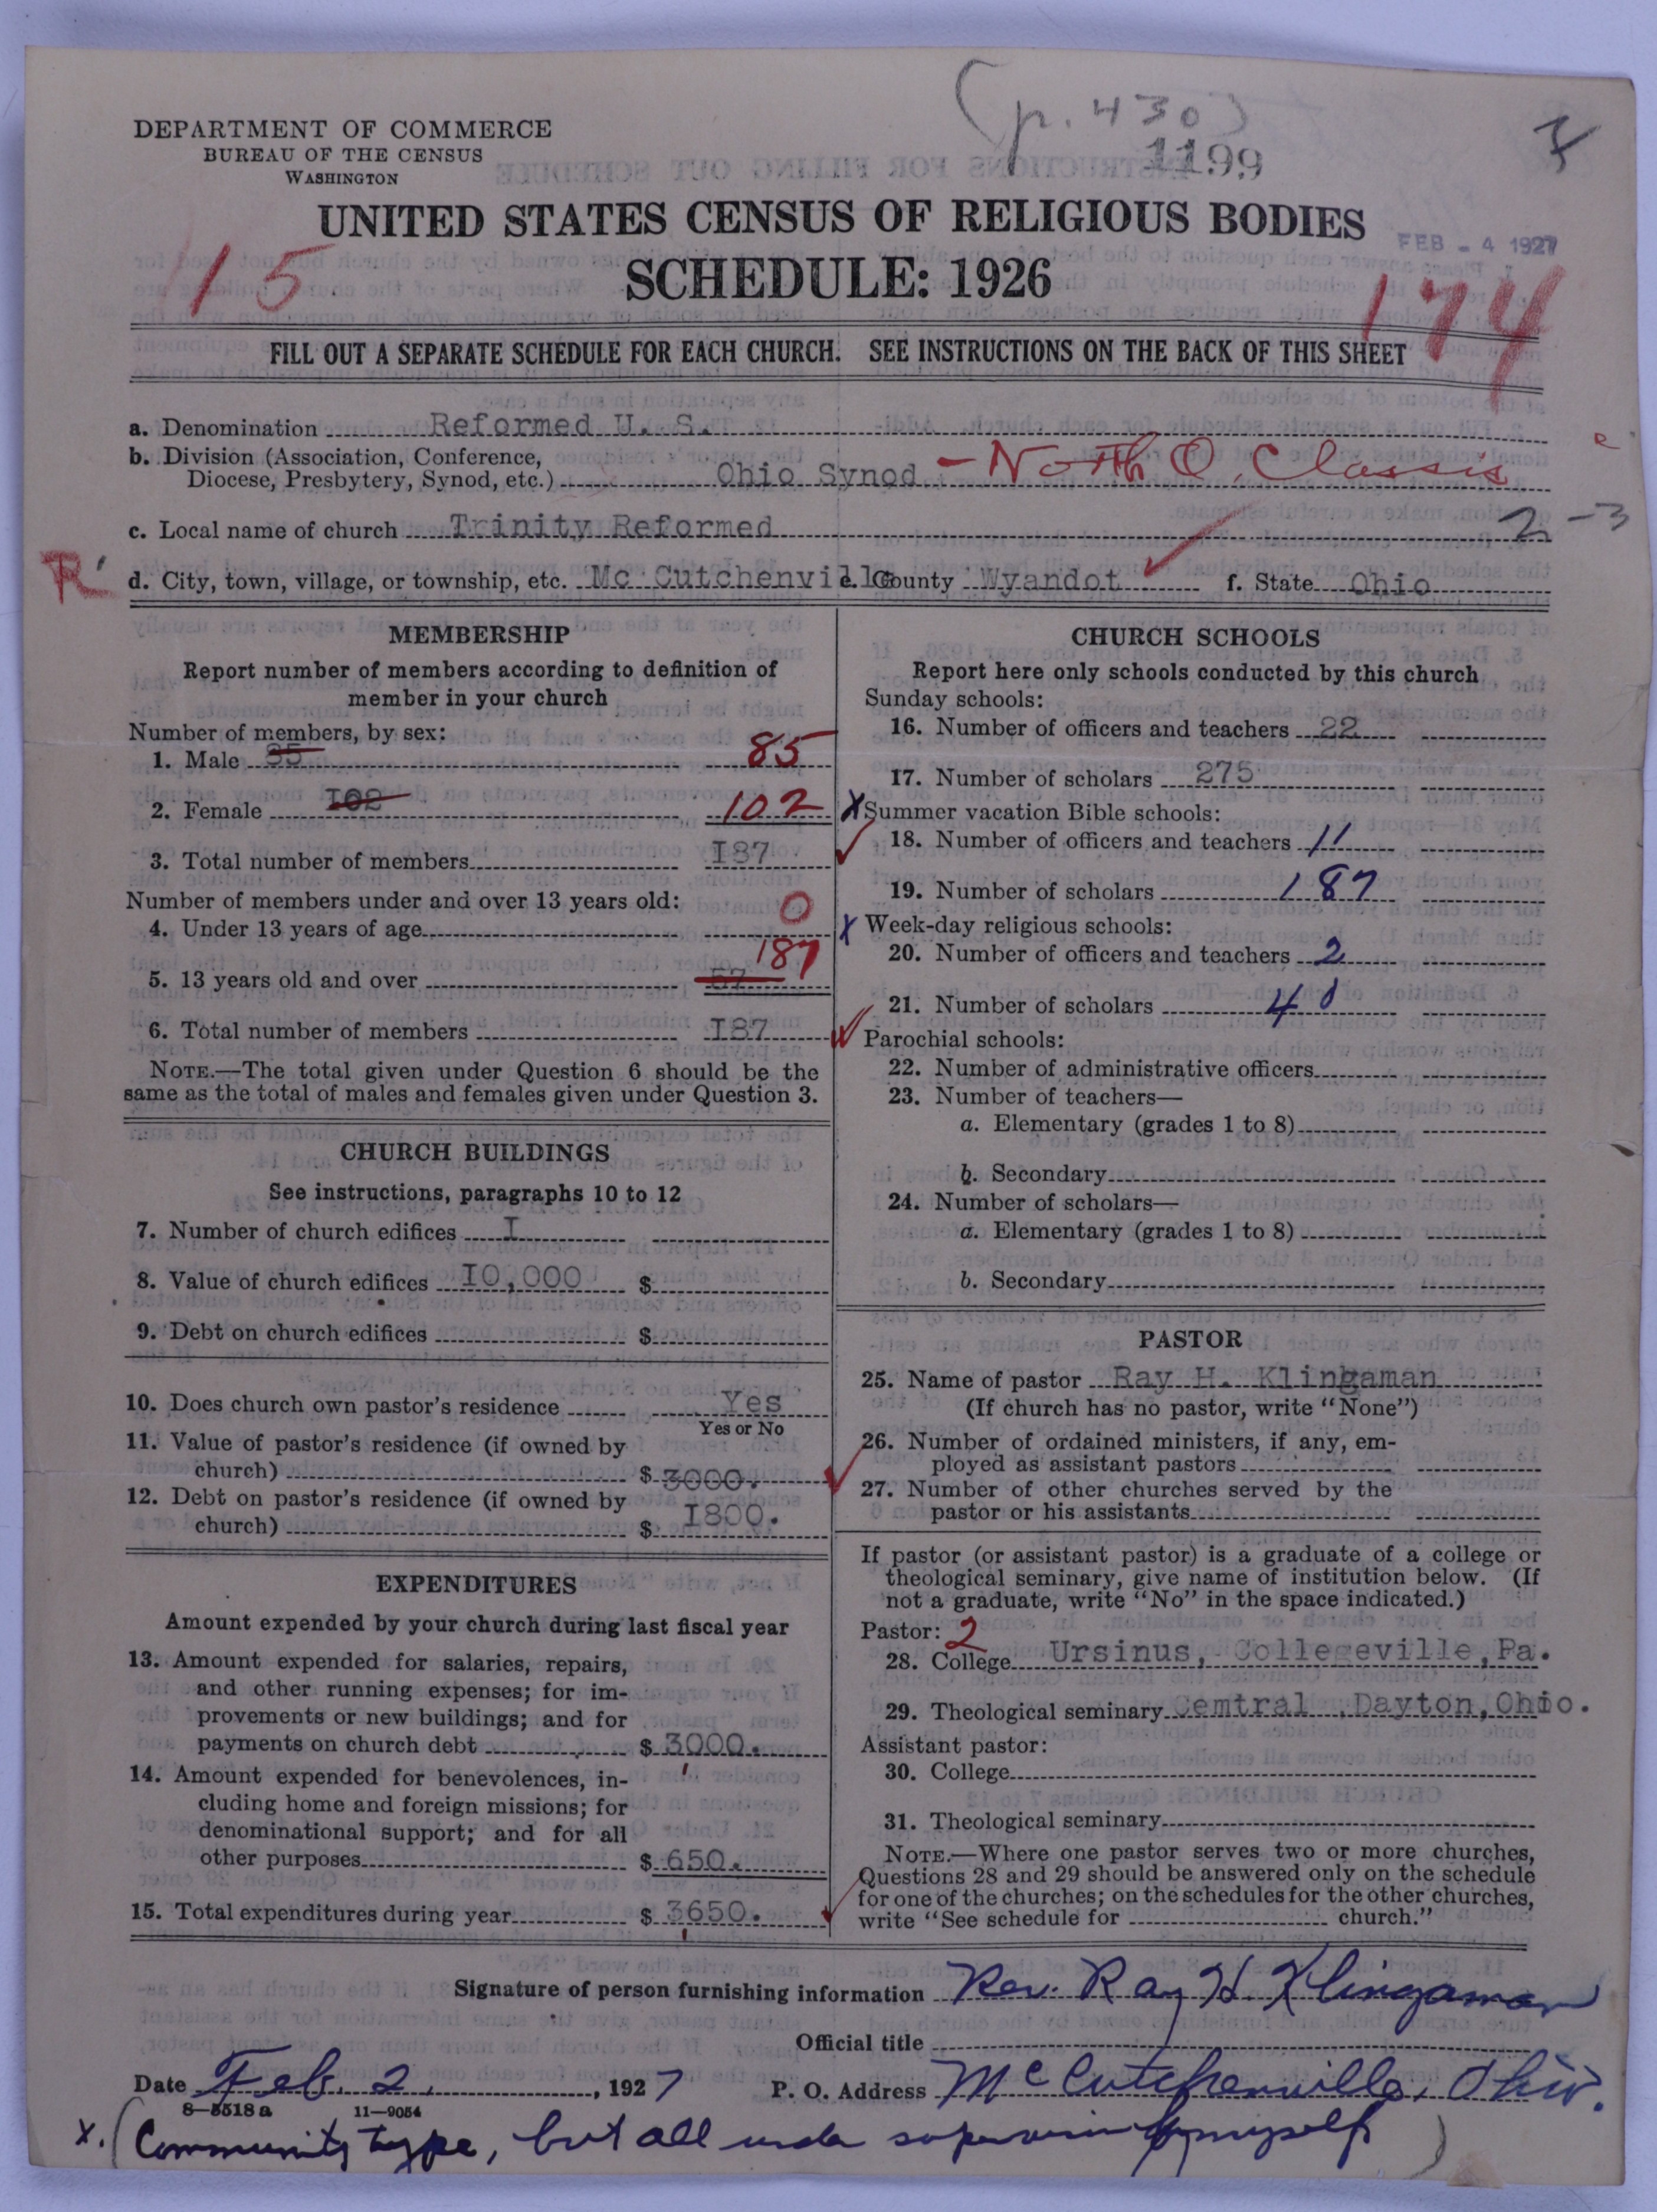 (p. 430)
1199
7
DEPARTMENT OF COMMERCE
BUREAU OF THE CENSUS
WASHINGTON
UNITED STATES CENSUS OF RELIGIOUS BODIES
FEB - 4 1927
15
SCHEDULE: 1926
174
FILL OUT A SEPARATE SCHEDULE FOR EACH CHURCH. SEE INSTRUCTIONS ON THE BACK OF THIS SHEET
a. Denomination Reformed U. S.
b. Division (Association, Conference,
Diocese, Presbytery, Synod, etc.) Ohio Synod - North O. Classis
c. Local name of church Trinity Reformed 2 - 3
R' d. City, town, village, or township, etc. Mc Cutchenville e. County Wyandot f. State Ohio
MEMBERSHIP
Report number of members according to definition of
member in your church
Number of members, by sex:
1. Male 85 85
2. Female I02 102
3. Total number of members I87
Number of members under and over 13 years old:
4. Under 13 years of age 0
5. 13 years old and over 87 187
6. Total number of members I87
NOTE.—The total given under Question 6 should be the
same as the total of males and females given under Question 3.
CHURCH BUILDINGS
See instructions, paragraphs 10 to 12
7. Number of church edifices I
8. Value of church edifices I0,000 $
9. Debt on church edifices $
10. Does church own pastor's residence Yes
Yes or No
11. Value of pastor's residence (if owned by
church) $ 3000.
12. Debt on pastor's residence (if owned by
church) $ I800.
EXPENDITURES
Amount expended by your church during last fiscal year
13. Amount expended for salaries, repairs,
and other running expenses; for im-
provements or new buildings; and for
payments on church debt $ 3000.
14. Amount expended for benevolences, in-
cluding home and foreign missions; for
denominational support; and for all
other purposes $ 650.
15. Total expenditures during year $ 3650.
CHURCH SCHOOLS
Report here only schools conducted by this church
Sunday schools:
16. Number of officers and teachers 22
17. Number of scholars 275
X Summer vacation Bible schools:
18. Number of officers and teachers 11
19. Number of scholars 187
X Week-day religious schools:
20. Number of officers and teachers 2
21. Number of scholars 40
Parochial schools:
22. Number of administrative officers
23. Number of teachers—
a. Elementary (grades 1 to 8)
b. Secondary
24. Number of scholars—
a. Elementary (grades 1 to 8)
b. Secondary
PASTOR
25. Name of pastor Ray H. Klingaman
(If church has no pastor, write "None")
26. Number of ordained ministers, if any, em-
ployed as assistant pastors
27. Number of other churches served by the
pastor or his assistants
If pastor (or assistant pastor) is a graduate of a college or
theological seminary, give name of institution below. (If
not a graduate, write "No" in the space indicated.)
Pastor: 2
28. College Ursinus, Collegeville, Pa.
29. Theological seminary Cemtral ,Dayton,Ohio.
Assistant pastor:
30. College
31. Theological seminary
NOTE.—Where one pastor serves two or more churches,
Questions 28 and 29 should be answered only on the schedule
for one of the churches; on the schedules for the other churches,
write "See schedule for church."
Signature of person furnishing information Rev. Ray H. Klingaman
Official title
Date Feb. 2, 1927 P. O. Address McCutchenville, Ohio.
8—5518 a 11—9054
x. (Community type, but all under supervision of myself)